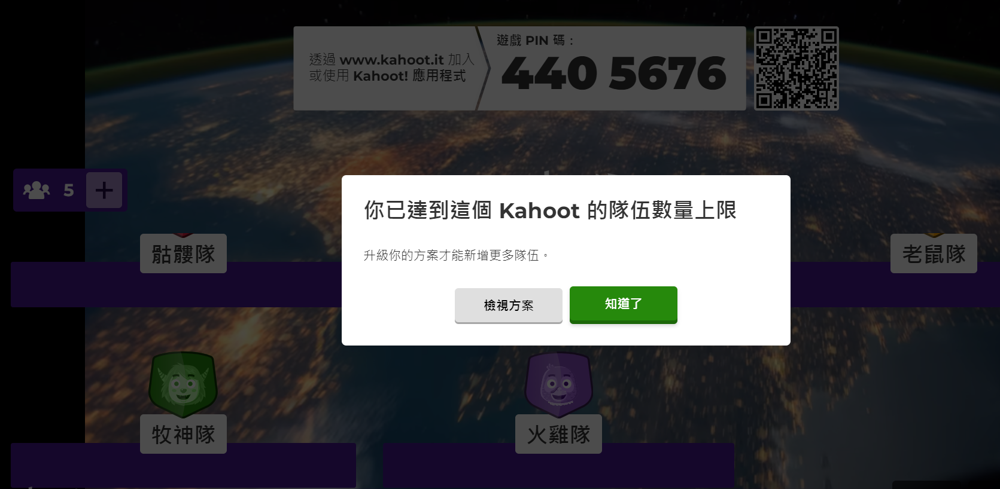 透過 www.kahoot.it 加入
或使用 Kahoot! 應用程式
遊戲 PIN 碼：
440 5676
5
你已達到這個 Kahoot 的隊伍數量上限
升級你的方案才能新增更多隊伍。
檢視方案
知道了
骷髏隊
老鼠隊
牧神隊
火雞隊